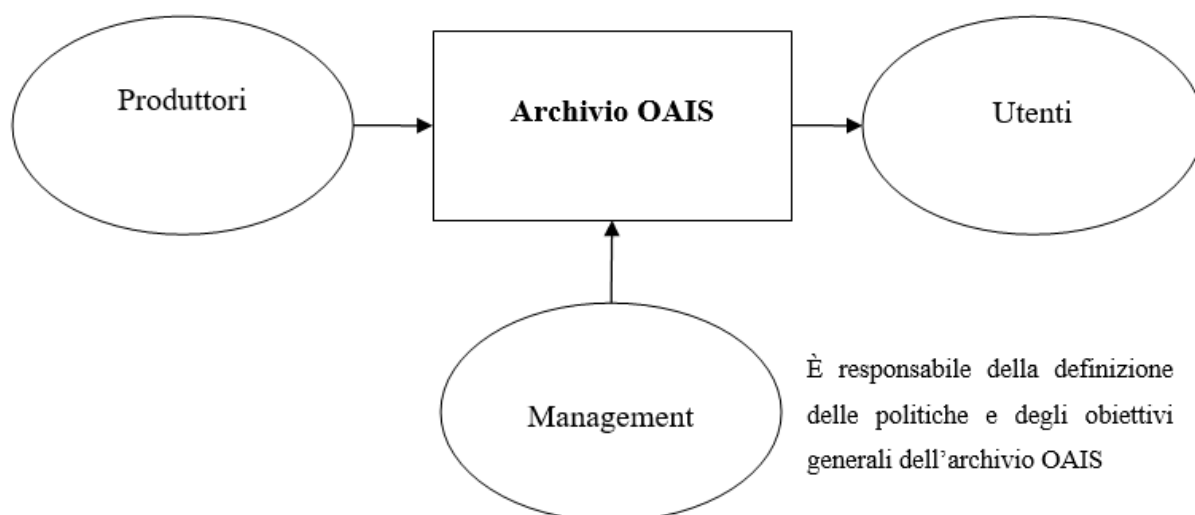 Produttori
Archivio OAIS
Utenti
Management
È responsabile della definizione
delle politiche e degli obiettivi
generali dell’archivio OAIS